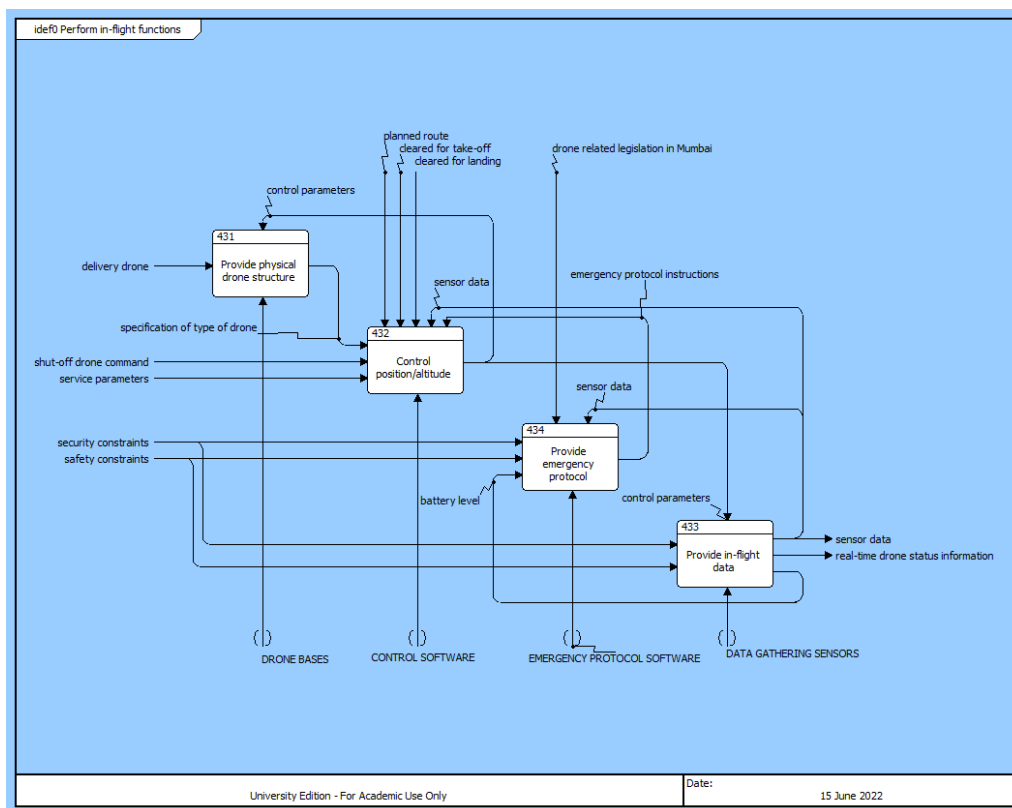 idef0 Perform in-flight functions
planned route
cleared for take-off
cleared for landing
drone related legislation in Mumbai
control parameters
431
Provide physical
drone structure
delivery drone
emergency protocol instructions
sensor data
specification of type of drone
432
Control
position/altitude
shut-off drone command
service parameters
sensor data
434
Provide
emergency
protocol
security constraints
safety constraints
battery level
control parameters
433
Provide in-flight
data
sensor data
real-time drone status information
DRONE BASES
CONTROL SOFTWARE
EMERGENCY PROTOCOL SOFTWARE
DATA GATHERING SENSORS
University Edition - For Academic Use Only
Date:
15 June 2022